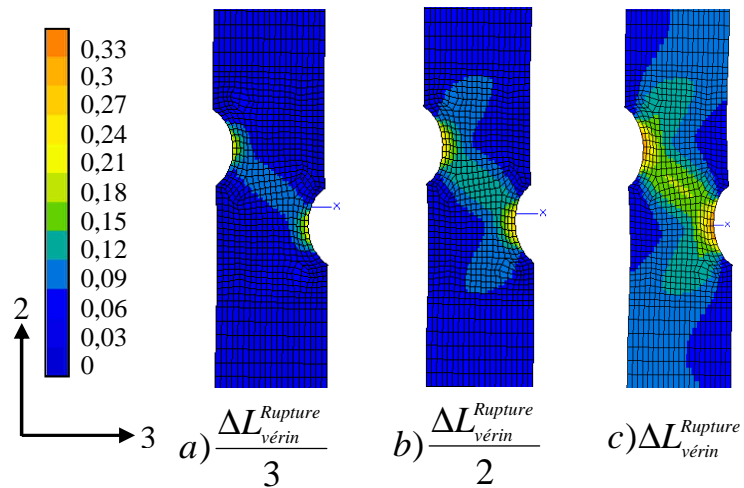 0,33
0,3
0,27
0,24
0,21
0,18
0,15
0,12
0,09
0,06
0,03
0
2
3
x
x
x
a) ΔL_vérin^Rupture / 3
b) ΔL_vérin^Rupture / 2
c) ΔL_vérin^Rupture